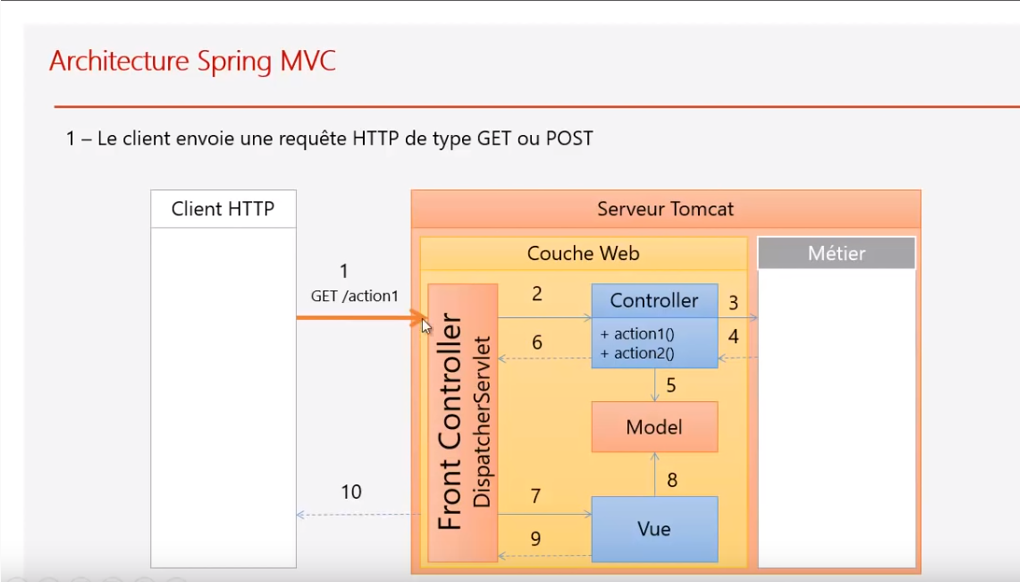 Architecture Spring MVC
1 – Le client envoie une requête HTTP de type GET ou POST
Client HTTP
Serveur Tomcat
Couche Web
Métier
1
GET /action1
Front Controller
DispatcherServlet
2
Controller
+ action1()
+ action2()
3
4
6
5
Model
8
7
Vue
9
10